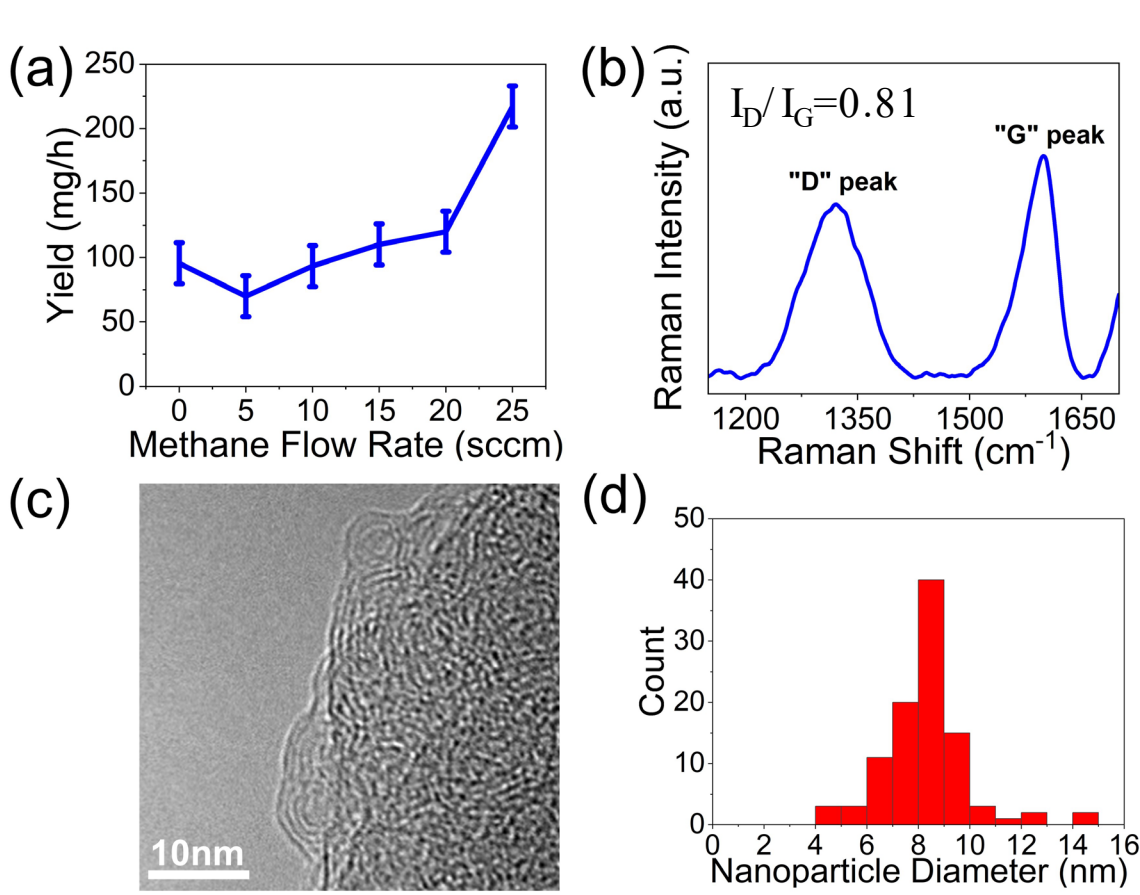 (a)
250
200
150
100
50
0
Yield (mg/h)
0 5 10 15 20 25
Methane Flow Rate (sccm)
(b)
I_D/ I_G=0.81
"D" peak
"G" peak
Raman Intensity (a.u.)
1200 1350 1500 1650
Raman Shift (cm⁻¹)
(c)
10nm
(d)
50
40
30
20
10
0
Count
0 2 4 6 8 10 12 14 16
Nanoparticle Diameter (nm)